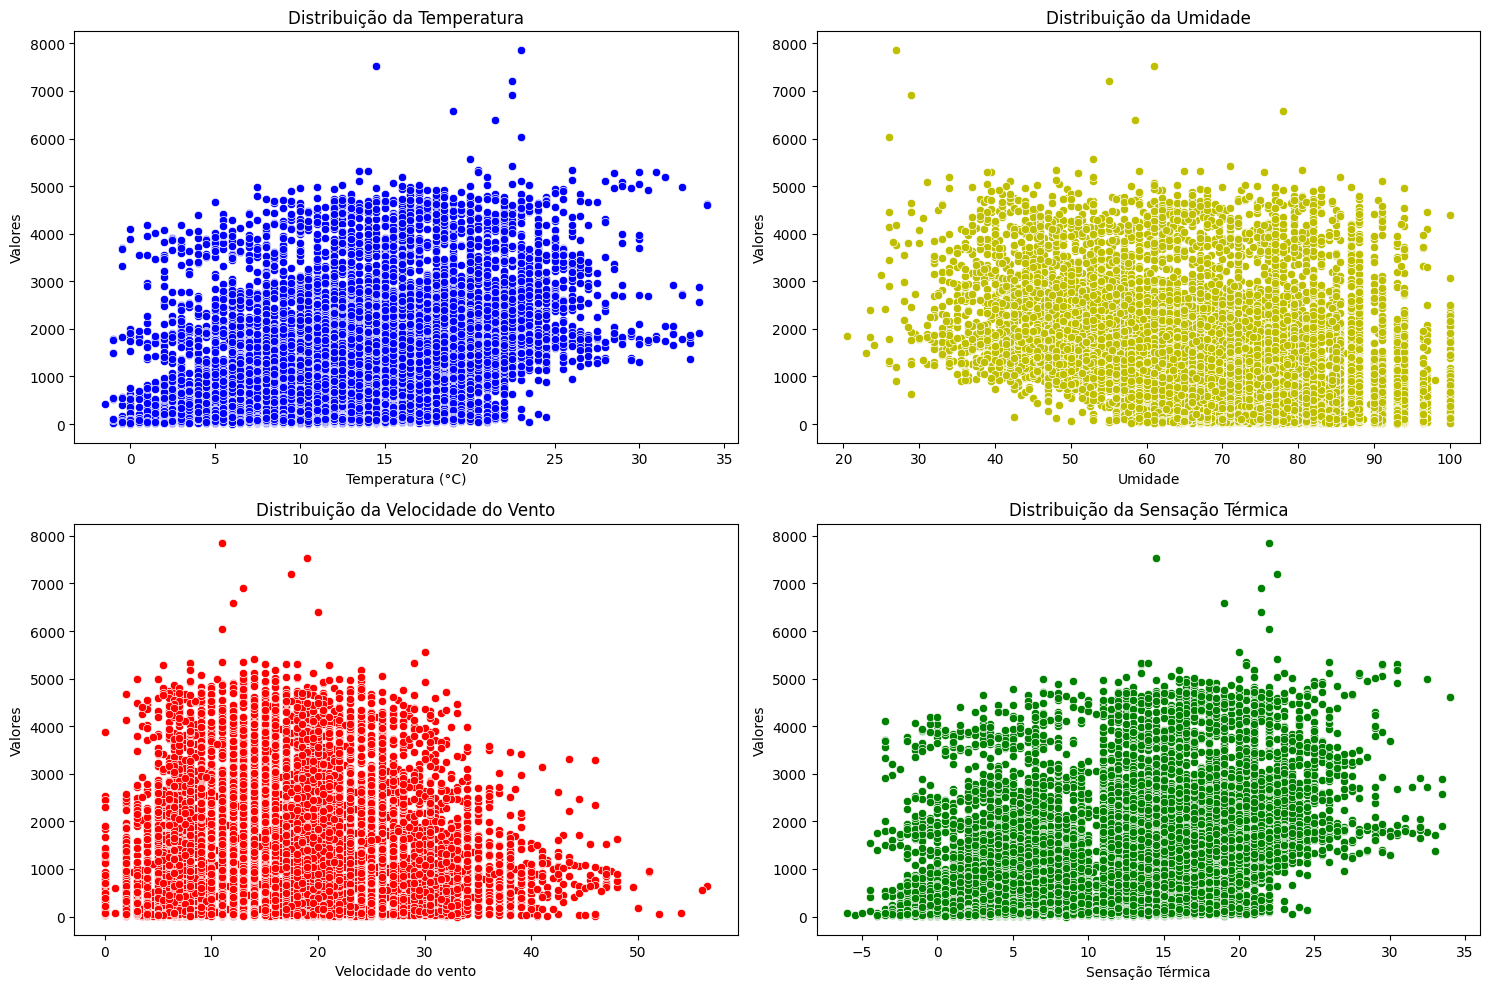 Distribuição da Temperatura
8000
7000
6000
5000
4000
3000
2000
1000
0
Valores
0 5 10 15 20 25 30 35
Temperatura (°C)
Distribuição da Umidade
8000
7000
6000
5000
4000
3000
2000
1000
0
Valores
20 30 40 50 60 70 80 90 100
Umidade
Distribuição da Velocidade do Vento
8000
7000
6000
5000
4000
3000
2000
1000
0
Valores
0 10 20 30 40 50
Velocidade do vento
Distribuição da Sensação Térmica
8000
7000
6000
5000
4000
3000
2000
1000
0
Valores
−5 0 5 10 15 20 25 30 35
Sensação Térmica